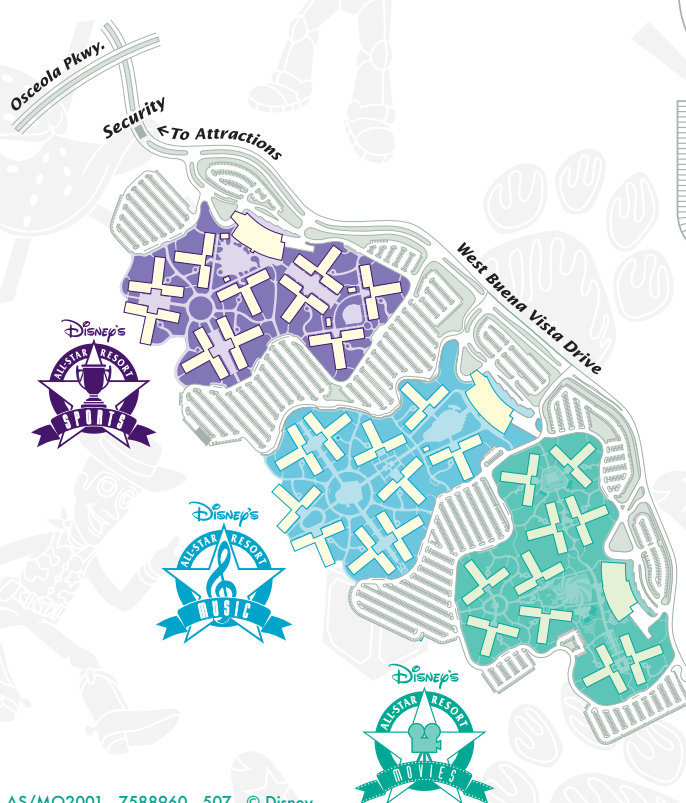 Osceola Pkwy.
Security
←To Attractions
West Buena Vista Drive
Disney's
ALL-STAR RESORT
SPORTS
Disney's
ALL-STAR RESORT
MUSIC
Disney's
ALL-STAR RESORT
MOVIES
AS/MO2001 7588960 507 © Disney